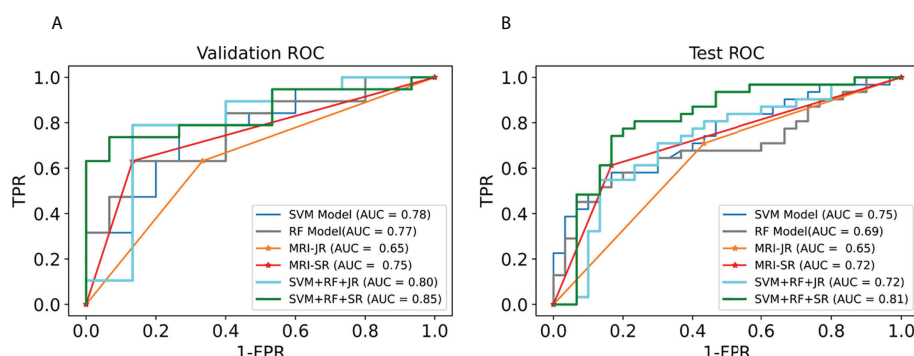 A
Validation ROC
TPR
1.0
0.8
0.6
0.4
0.2
0.0
SVM Model (AUC = 0.78)
RF Model(AUC = 0.77)
MRI-JR (AUC = 0.65)
MRI-SR (AUC = 0.75)
SVM+RF+JR (AUC = 0.80)
SVM+RF+SR (AUC = 0.85)
0.0 0.2 0.4 0.6 0.8 1.0
1-FPR
B
Test ROC
TPR
1.0
0.8
0.6
0.4
0.2
0.0
SVM Model (AUC = 0.75)
RF Model (AUC = 0.69)
MRI-JR (AUC = 0.65)
MRI-SR (AUC = 0.72)
SVM+RF+JR (AUC = 0.72)
SVM+RF+SR (AUC = 0.81)
0.0 0.2 0.4 0.6 0.8 1.0
1-FPR